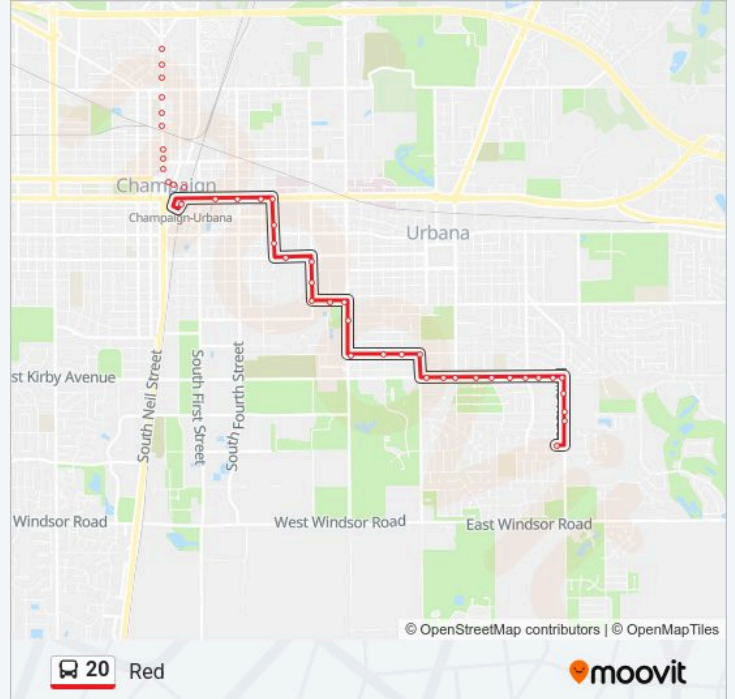 Champaign
Champaign-Urbana
Urbana
st Kirby Avenue
South Neil Street
South First Street
South Fourth Street
Windsor Road
West Windsor Road
East Windsor Road
© OpenStreetMap contributors | © OpenMapTiles
20 Red
moovit